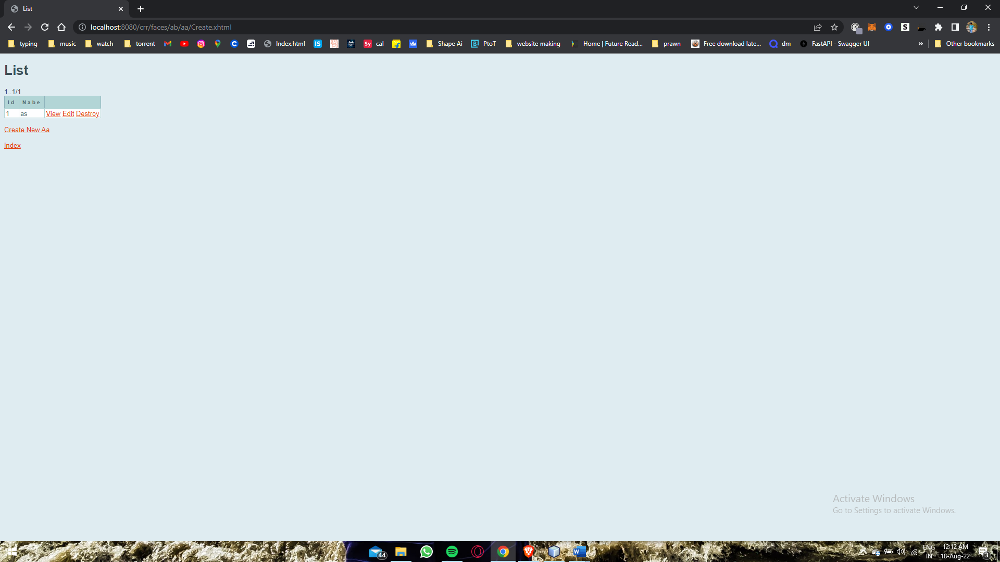 List
localhost:8080/crr/faces/ab/aa/Create.xhtml
typing music watch torrent Index.html IS Sy cal Shape Ai PtoT website making Home | Future Read... prawn Free download late... dm FastAPI - Swagger UI » Other bookmarks
List
1..1/1
Id Nabe
1 as View Edit Destroy
Create New Aa
Index
Activate Windows
Go to Settings to activate Windows.
44
ENG 12:12 AM
IN 18-Aug-22 3